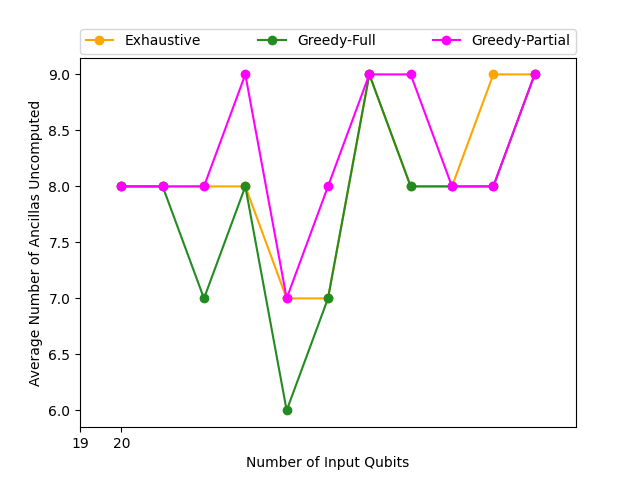 Exhaustive Greedy-Full Greedy-Partial
9.0
8.5
8.0
7.5
7.0
6.5
6.0
Average Number of Ancillas Uncomputed
19 20
Number of Input Qubits